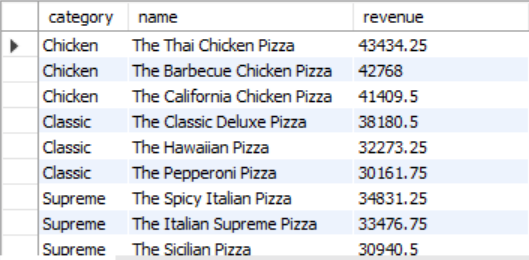 category name revenue
Chicken The Thai Chicken Pizza 43434.25
Chicken The Barbecue Chicken Pizza 42768
Chicken The California Chicken Pizza 41409.5
Classic The Classic Deluxe Pizza 38180.5
Classic The Hawaiian Pizza 32273.25
Classic The Pepperoni Pizza 30161.75
Supreme The Spicy Italian Pizza 34831.25
Supreme The Italian Supreme Pizza 33476.75
Supreme The Sicilian Pizza 30940.5